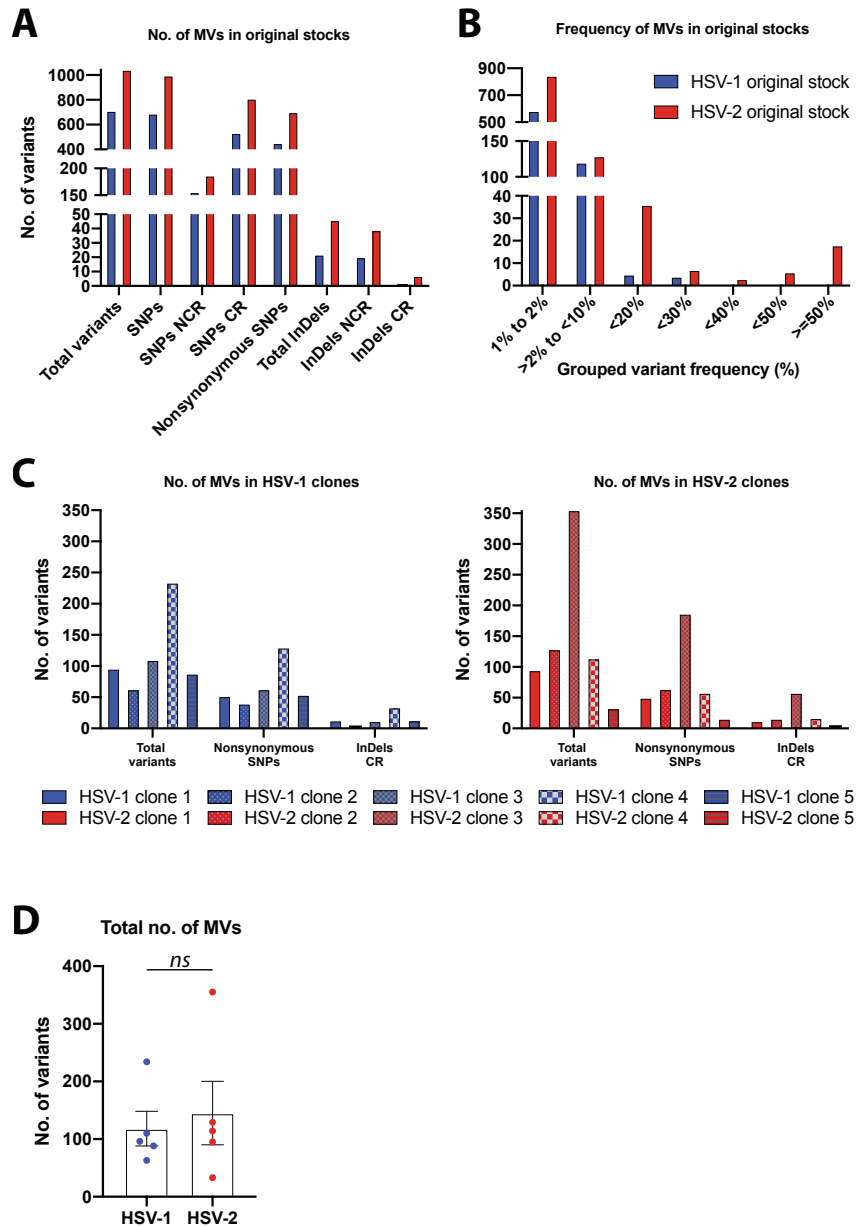 A
No. of MVs in original stocks
No. of variants
1000
800
600
400
200
150
50
40
30
20
10
0
Total variants
SNPs
SNPs NCR
SNPs CR
Nonsynonymous SNPs
Total InDels
InDels NCR
InDels CR
B
Frequency of MVs in original stocks
HSV-1 original stock
HSV-2 original stock
900
700
500
150
100
40
30
20
10
0
1% to 2%
>2% to <10%
<20%
<30%
<40%
<50%
>=50%
Grouped variant frequency (%)
C
No. of MVs in HSV-1 clones
No. of variants
350
300
250
200
150
100
50
0
Total
variants
Nonsynonymous
SNPs
InDels
CR
No. of MVs in HSV-2 clones
No. of variants
350
300
250
200
150
100
50
0
Total
variants
Nonsynonymous
SNPs
InDels
CR
HSV-1 clone 1
HSV-1 clone 2
HSV-1 clone 3
HSV-1 clone 4
HSV-1 clone 5
HSV-2 clone 1
HSV-2 clone 2
HSV-2 clone 3
HSV-2 clone 4
HSV-2 clone 5
D
Total no. of MVs
ns
No. of variants
400
300
200
100
0
HSV-1
HSV-2